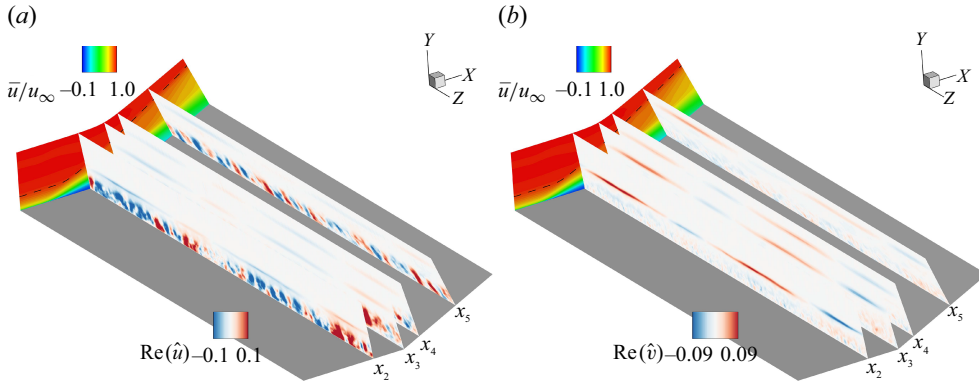 (a)
Y
X
Z
u̅/u∞ –0.1 1.0
x5
x4
x3
x2
Re(û) –0.1 0.1
(b)
Y
X
Z
u̅/u∞ –0.1 1.0
x5
x4
x3
x2
Re(v̂) –0.09 0.09